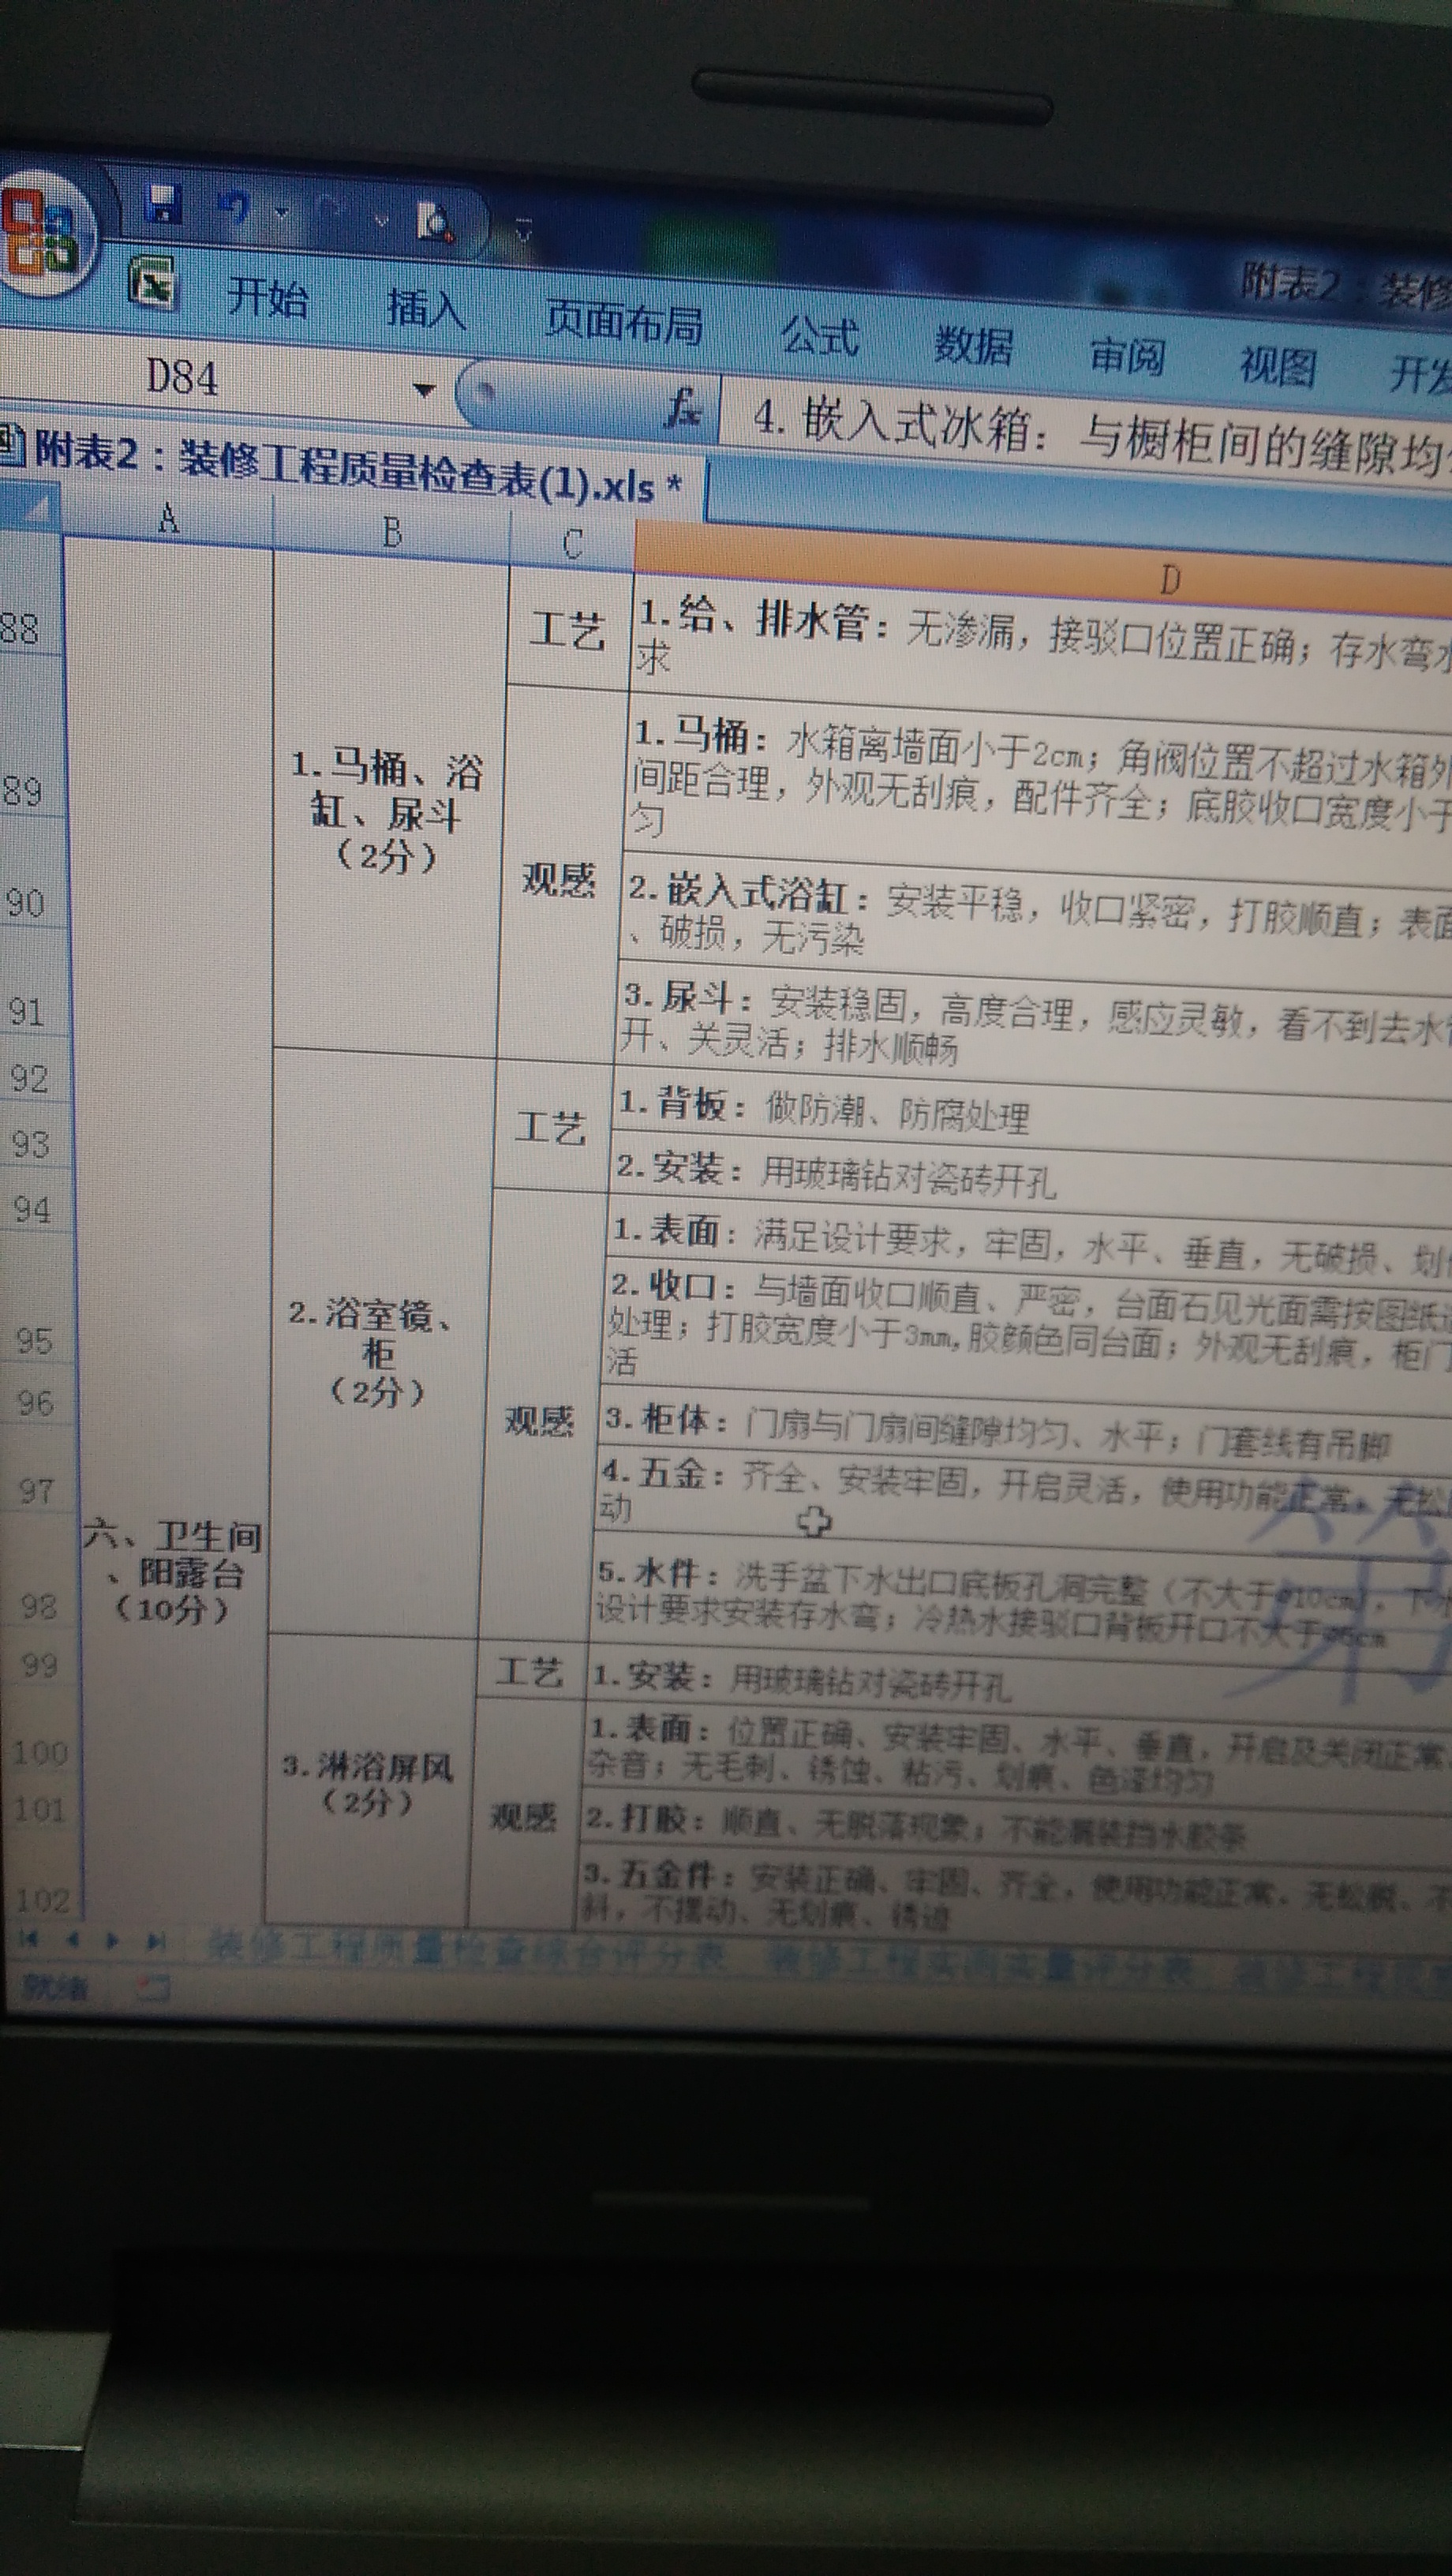 附表2：装修
开始 插入 页面布局 公式 数据 审阅 视图 开发
D84 fx 4. 嵌入式冰箱：与橱柜间的缝隙均
附表2：装修工程质量检查表(1).xls *
A B C D
88
工艺
1. 给、排水管：无渗漏，接驳口位置正确；存水弯水
求
89
1. 马桶、浴
缸、尿斗
（2分）
观感
1. 马桶：水箱离墙面小于2cm；角阀位置不超过水箱外
间距合理，外观无刮痕，配件齐全；底胶收口宽度小于
匀
90
2. 嵌入式浴缸：安装平稳，收口紧密，打胶顺直；表面
、破损，无污染
91
3. 尿斗：安装稳固，高度合理，感应灵敏，看不到去水
开、关灵活；排水顺畅
92
工艺
1. 背板：做防潮、防腐处理
93
2. 安装：用玻璃钻对瓷砖开孔
94
1. 表面：满足设计要求，牢固，水平、垂直，无破损、划
95
2. 浴室镜、
柜
（2分）
2. 收口：与墙面收口顺直、严密，台面石见光面需按图纸
处理；打胶宽度小于3mm,胶颜色同台面；外观无刮痕，柜门
活
96
观感
3. 柜体：门扇与门扇间缝隙均匀、水平；门套线有吊脚
97
4. 五金：齐全、安装牢固，开启灵活，使用功能正常，无松
动
六、卫生间
、阳露台
（10分）
98
5. 水件：洗手盆下水出口底板孔洞完整（不大于ø10cm），下水
设计要求安装存水弯；冷热水接驳口背板开口不大于ø5cm
99
工艺
1. 安装：用玻璃钻对瓷砖开孔
100
3. 淋浴屏风
（2分）
1. 表面：位置正确、安装牢固、水平、垂直，开启及关闭正常、
杂音；无毛刺、锈蚀、粘污、划痕、色泽均匀
101
观感
2. 打胶：顺直、无脱落现象；不能漏装挡水胶条
102
3. 五金件：安装正确、牢固、齐全，使用功能正常，无松脱、不
斜，不摆动、无划痕、锈迹
装修工程质量检查综合评分表 装修工程实测实量评分表 装修工程
就绪
第